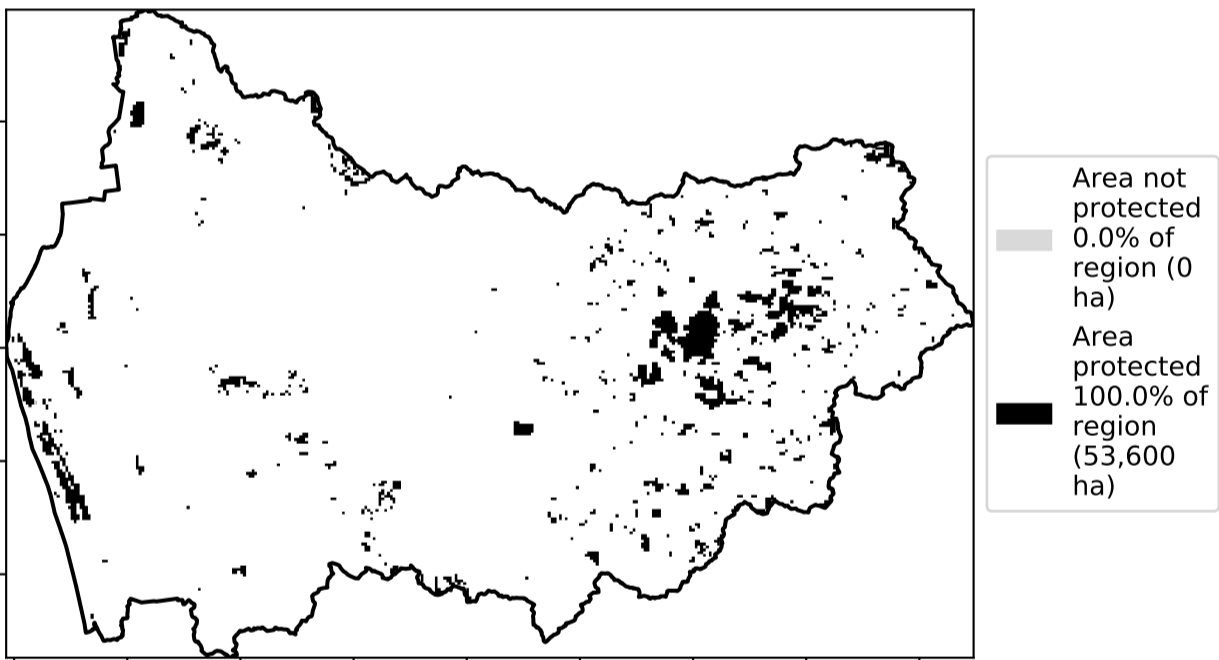 Area not
protected
0.0% of
region (0
ha)
Area
protected
100.0% of
region
(53,600
ha)